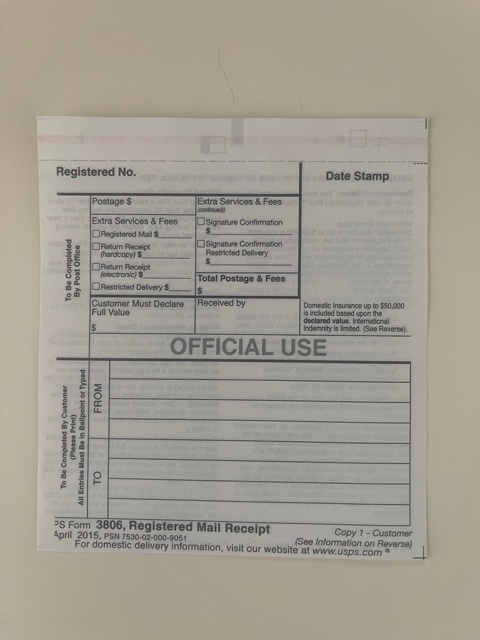 Registered No.
Date Stamp
To Be Completed
By Post Office
Postage $
Extra Services & Fees
Registered Mail $
Return Receipt
(hardcopy) $
Return Receipt
(electronic) $
Restricted Delivery $
Customer Must Declare
Full Value
$
Extra Services & Fees
(continued)
Signature Confirmation
$
Signature Confirmation
Restricted Delivery
$
Total Postage & Fees
$
Received by
Domestic Insurance up to $50,000
is included based upon the
declared value. International
Indemnity is limited. (See Reverse).
OFFICIAL USE
To Be Completed By Customer
(Please Print)
All Entries Must Be in Ballpoint or Typed
FROM
TO
PS Form 3806, Registered Mail Receipt
April 2015, PSN 7530-02-000-9051
Copy 1 - Customer
(See Information on Reverse)
For domestic delivery information, visit our website at www.usps.com ®